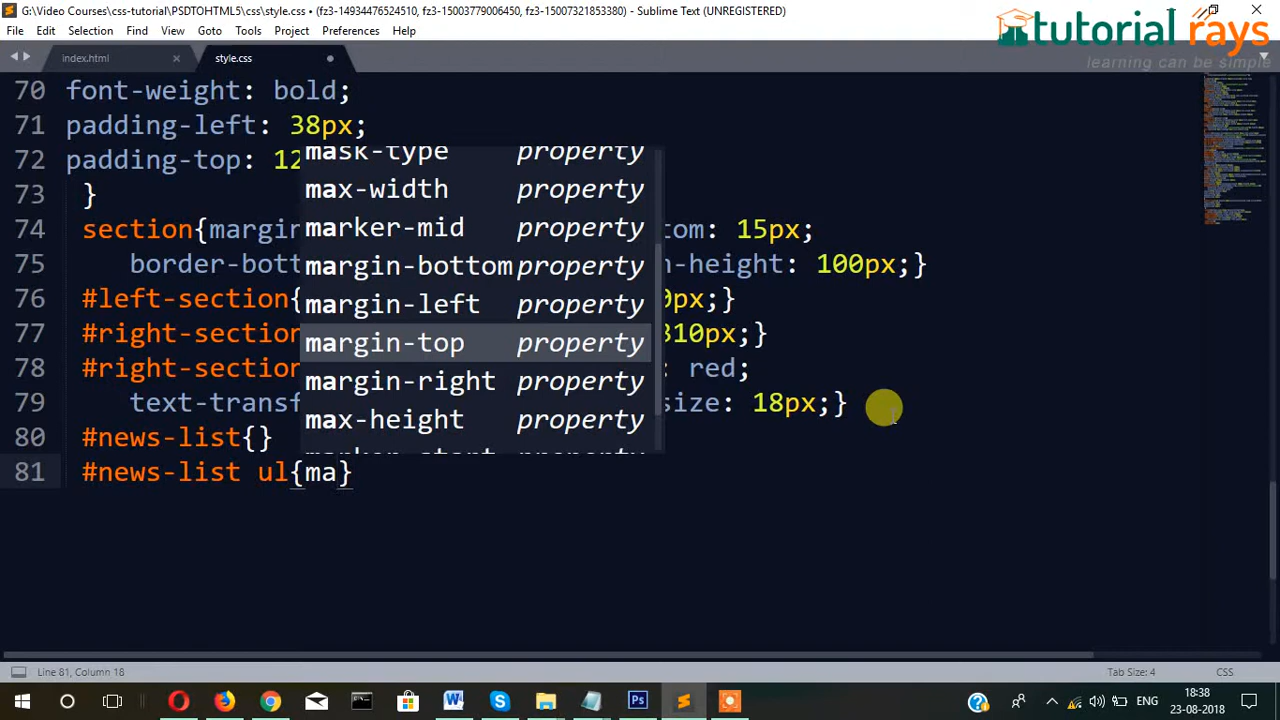 G:\Video Courses\css-tutorial\PSDTOHTML5\css\style.css • (fz3-14934476524510, fz3-15003779006450, fz3-15007321853380) - Sublime Text (UNREGISTERED)
File Edit Selection Find View Goto Tools Project Preferences Help
tutorial rays
learning can be simple
index.html
style.css
70 font-weight: bold;
71 padding-left: 38px;
72 padding-top: 12
73 }
74 section{margin om: 15px;
75 border-bott n-height: 100px;}
76 #left-section{ 0px;}
77 #right-section 310px;}
78 #right-section : red;
79 text-transf size: 18px;}
80 #news-list{}
81 #news-list ul{ma}
mask-type property
max-width property
marker-mid property
margin-bottom property
margin-left property
margin-top property
margin-right property
max-height property
marker-start property
Line 81, Column 18
Tab Size: 4
CSS
ENG
18:38
23-08-2018